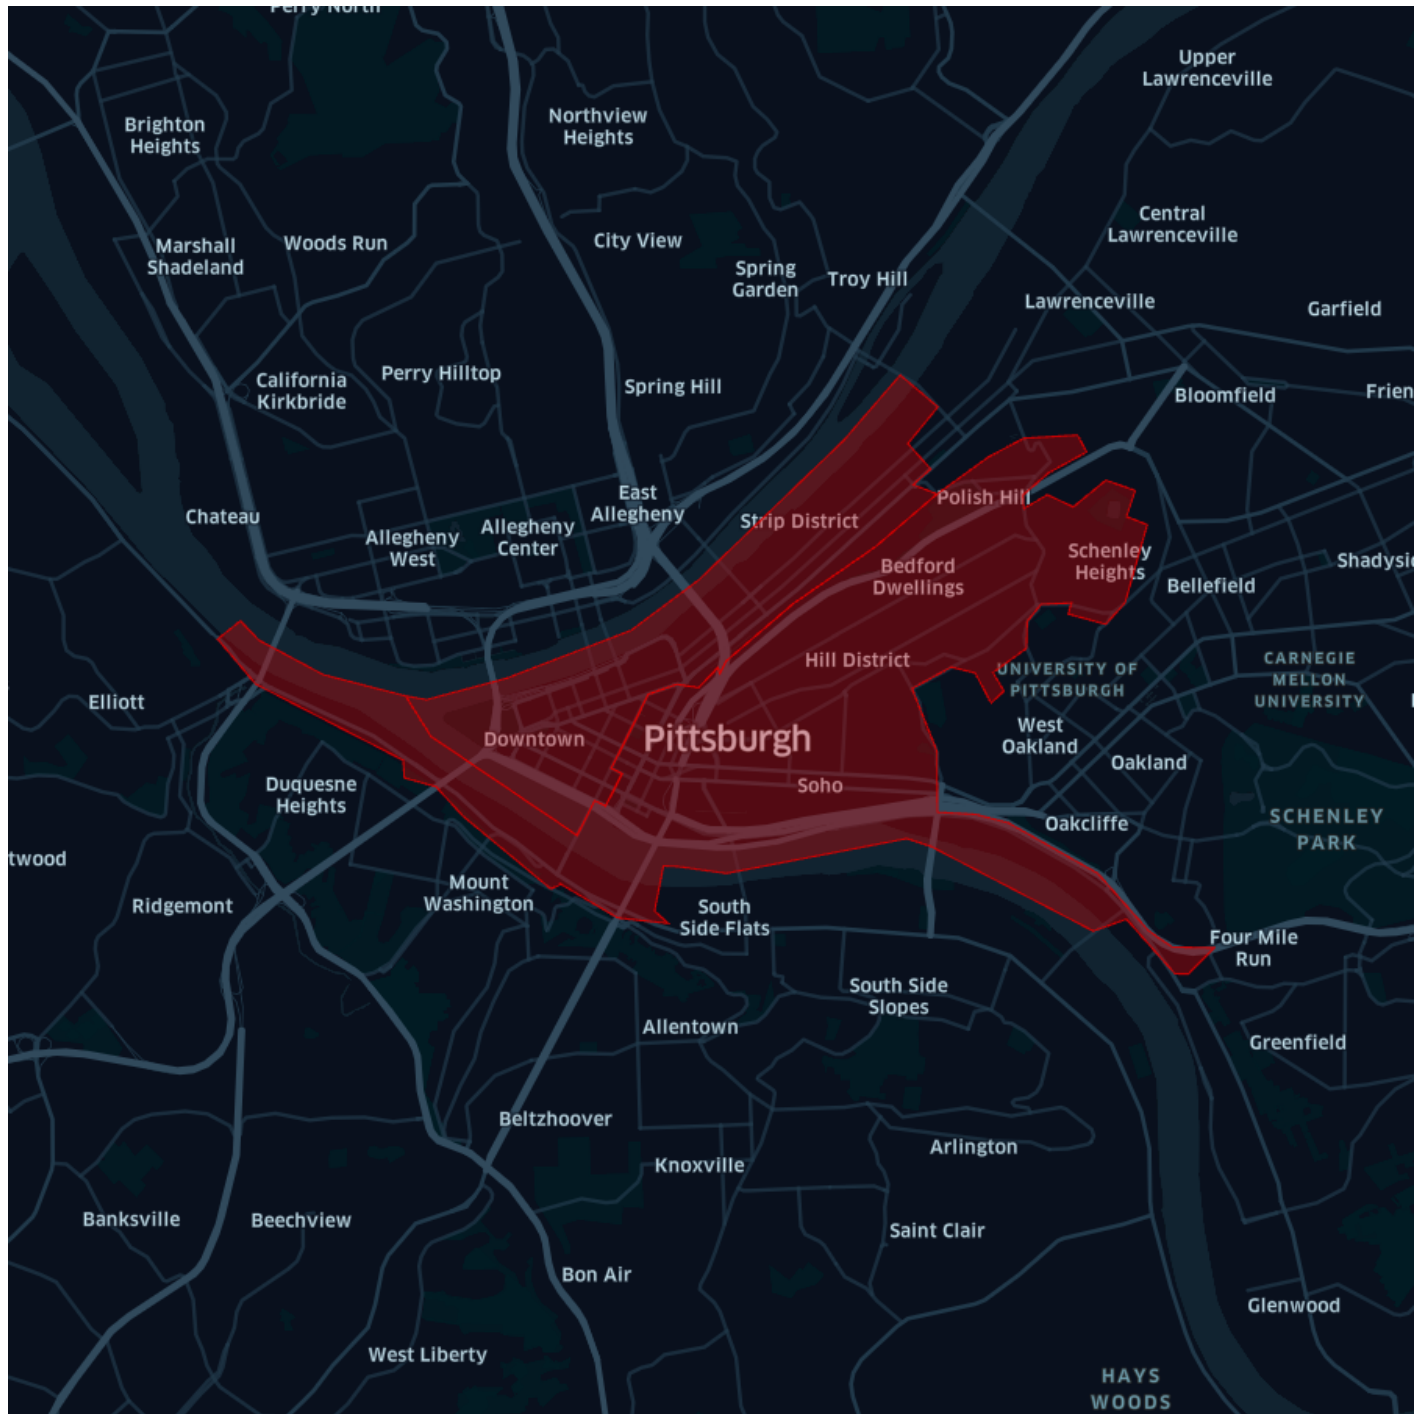 Perry North
Upper
Lawrenceville
Brighton
Heights
Northview
Heights
Central
Lawrenceville
Marshall
Shadeland
Woods Run
City View
Spring
Garden
Troy Hill
Lawrenceville
Garfield
California
Kirkbride
Perry Hilltop
Spring Hill
Bloomfield
Frien
Chateau
East
Allegheny
Polish Hill
Allegheny
West
Allegheny
Center
Strip District
Schenley
Heights
Shadysid
Bedford
Dwellings
Bellefield
Hill District
UNIVERSITY OF
PITTSBURGH
CARNEGIE
MELLON
UNIVERSITY
Elliott
Downtown
Pittsburgh
West
Oakland
Oakland
Duquesne
Heights
Soho
Oakcliffe
SCHENLEY
PARK
twood
Ridgemont
Mount
Washington
South
Side Flats
Four Mile
Run
South Side
Slopes
Allentown
Greenfield
Beltzhoover
Arlington
Knoxville
Banksville
Beechview
Saint Clair
Bon Air
Glenwood
West Liberty
HAYS
WOODS